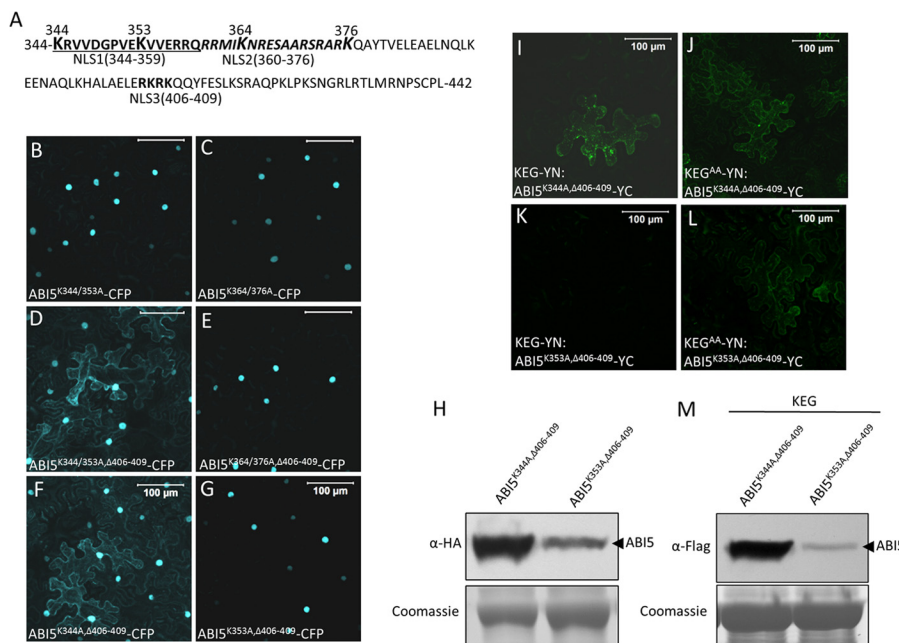 A
344 353 364 376
344-KRVVDGPVEKVVERRQRRMIKNRESAARSRARKQAYTVELEAELNQLK
NLS1(344-359) NLS2(360-376)
EENAQLKHALAELERKRKQQYFESLKSRAQPKLPKSNGRLRTLMRNPSCPL-442
NLS3(406-409)
B
ABI5K344/353A-CFP
C
ABI5K364/376A-CFP
D
ABI5K344/353A,Δ406-409-CFP
E
ABI5K364/376A,Δ406-409-CFP
F
100 µm
ABI5K344A,Δ406-409-CFP
G
100 µm
ABI5K353A,Δ406-409-CFP
I
100 µm
KEG-YN:
ABI5K344A,Δ406-409-YC
J
100 µm
KEGAA-YN:
ABI5K344A,Δ406-409-YC
K
100 µm
KEG-YN:
ABI5K353A,Δ406-409-YC
L
100 µm
KEGAA-YN:
ABI5K353A,Δ406-409-YC
H
ABI5K344A,Δ406-409
ABI5K353A,Δ406-409
α-HA
ABI5
Coomassie
M
KEG
ABI5K344A,Δ406-409
ABI5K353A,Δ406-409
α-Flag
ABI5
Coomassie